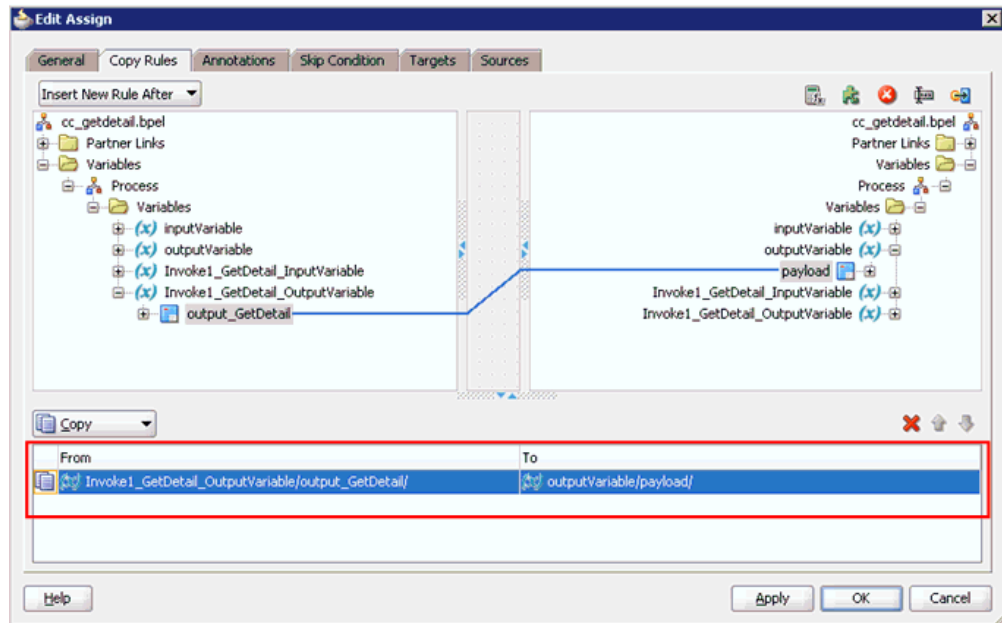 Edit Assign
General Copy Rules Annotations Skip Condition Targets Sources
Insert New Rule After
cc_getdetail.bpel
Partner Links
Variables
Process
Variables
(x) inputVariable
(x) outputVariable
(x) Invoke1_GetDetail_InputVariable
(x) Invoke1_GetDetail_OutputVariable
output_GetDetail
cc_getdetail.bpel
Partner Links
Variables
Process
Variables
inputVariable (x)
outputVariable (x)
payload
Invoke1_GetDetail_InputVariable (x)
Invoke1_GetDetail_OutputVariable (x)
Copy
From To
Invoke1_GetDetail_OutputVariable/output_GetDetail/ outputVariable/payload/
Help Apply OK Cancel